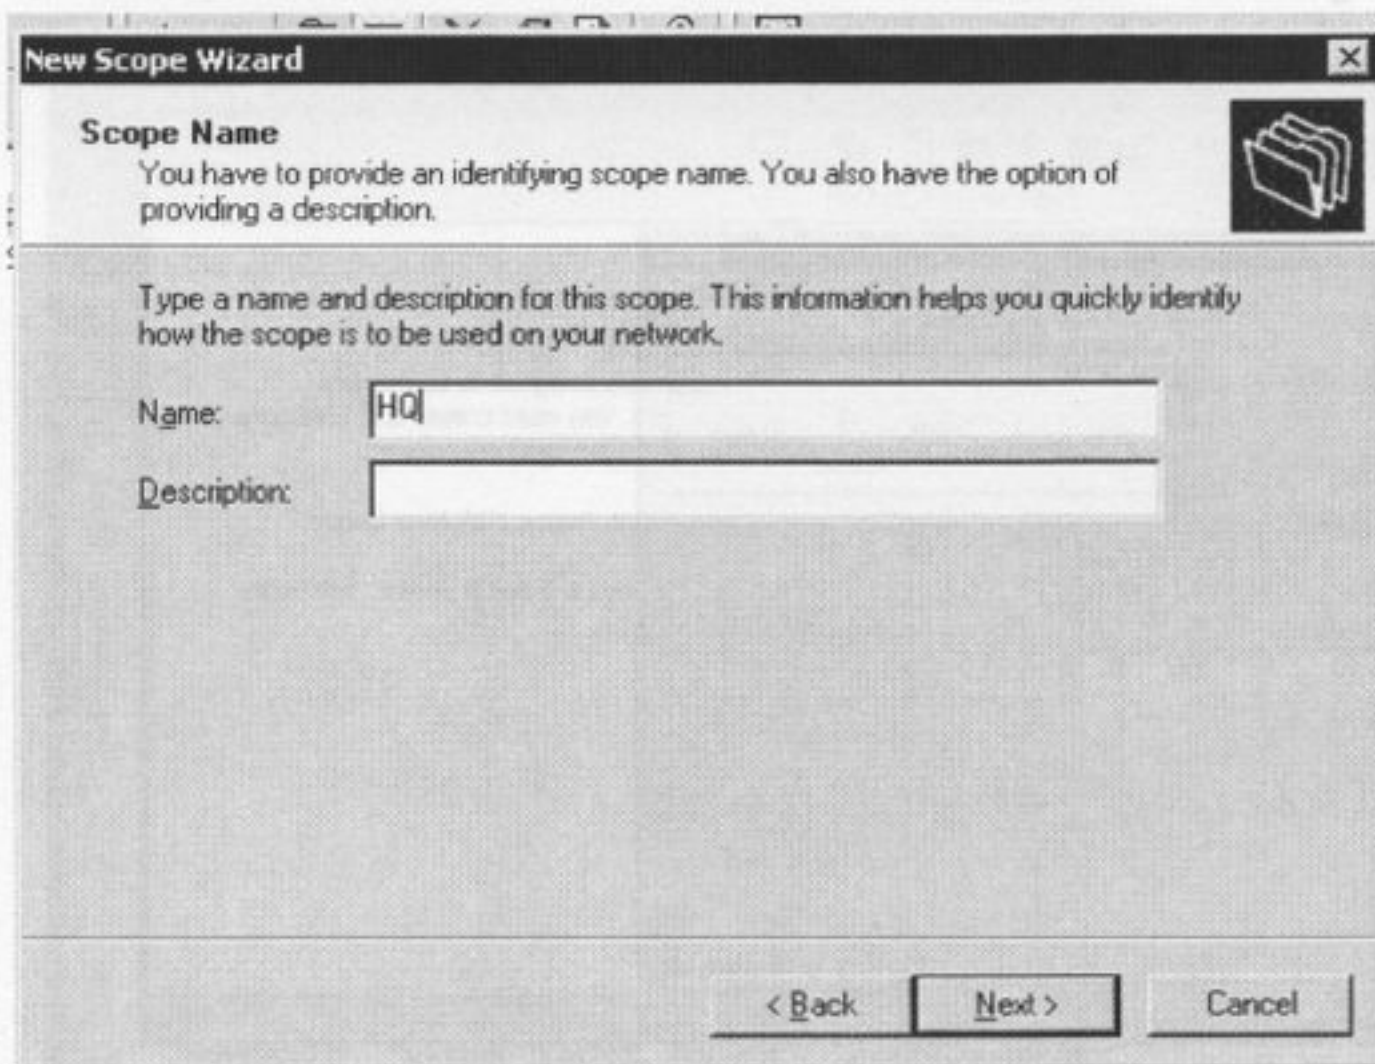 New Scope Wizard
Scope Name
You have to provide an identifying scope name. You also have the option of
providing a description.
Type a name and description for this scope. This information helps you quickly identify
how the scope is to be used on your network.
Name: HQ
Description:
< Back Next > Cancel